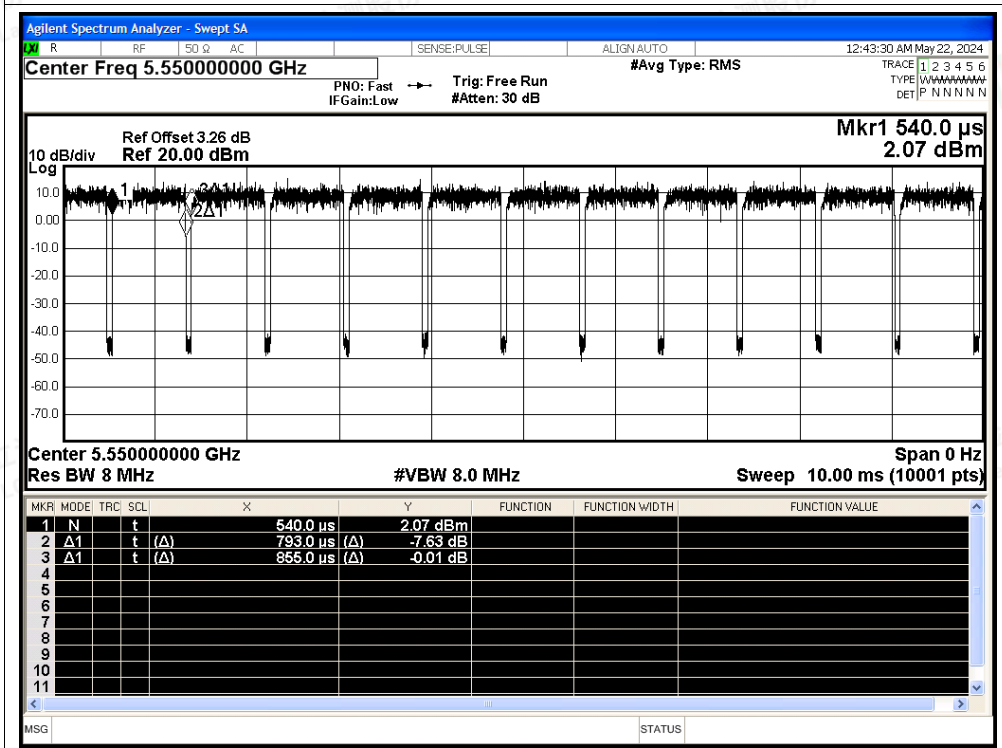 Agilent Spectrum Analyzer - Swept SA
LXI R RF 50 Ω AC SENSE:PULSE ALIGN AUTO 12:43:30 AM May 22, 2024
Center Freq 5.550000000 GHz #Avg Type: RMS TRACE 1 2 3 4 5 6
PNO: Fast Trig: Free Run TYPE WWWWWW
IFGain:Low #Atten: 30 dB DET P N N N N N
Mkr1 540.0 µs
Ref Offset 3.26 dB
10 dB/div Ref 20.00 dBm 2.07 dBm
Log
10.0
1 3Δ1
0.00
2Δ1
-10.0
-20.0
-30.0
-40.0
-50.0
-60.0
-70.0
Center 5.550000000 GHz Span 0 Hz
Res BW 8 MHz #VBW 8.0 MHz Sweep 10.00 ms (10001 pts)
MKR MODE TRC SCL X Y FUNCTION FUNCTION WIDTH FUNCTION VALUE
1 N t 540.0 µs 2.07 dBm
2 Δ1 t (Δ) 793.0 µs (Δ) -7.63 dB
3 Δ1 t (Δ) 855.0 µs (Δ) -0.01 dB
4
5
6
7
8
9
10
11
MSG STATUS